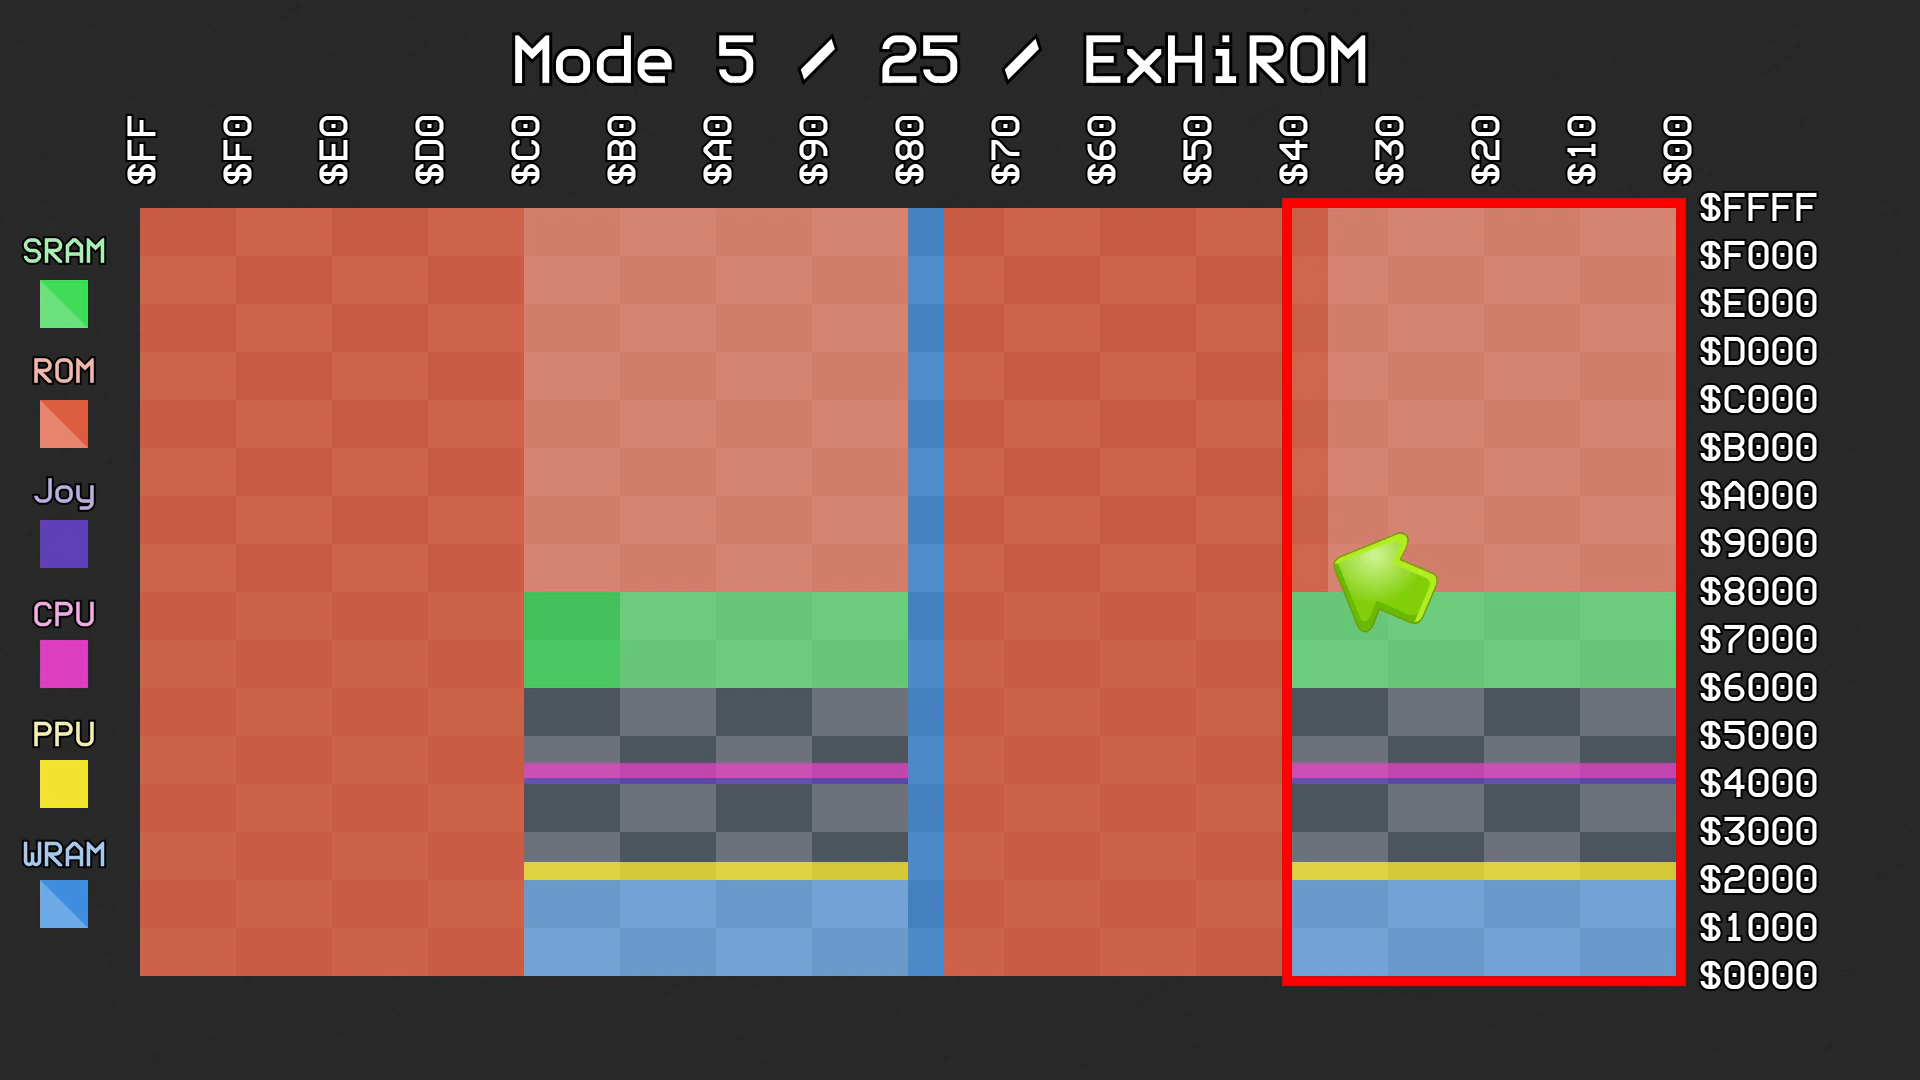 Mode 5 / 25 / ExHiROM
$FF $F0 $E0 $D0 $C0 $B0 $A0 $90 $80 $70 $60 $50 $40 $30 $20 $10 $00
SRAM
ROM
Joy
CPU
PPU
WRAM
$FFFF
$F000
$E000
$D000
$C000
$B000
$A000
$9000
$8000
$7000
$6000
$5000
$4000
$3000
$2000
$1000
$0000